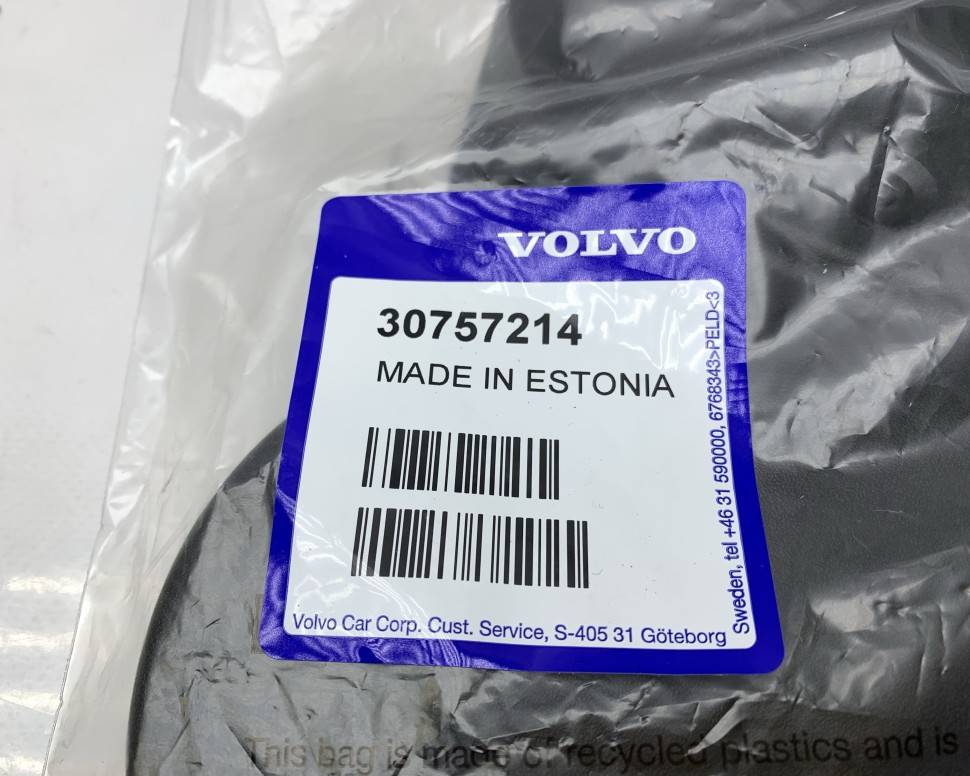 VOLVO
30757214
MADE IN ESTONIA
Volvo Car Corp. Cust. Service, S-405 31 Göteborg
Sweden, tel +46 31 590000, 6768343>PELD<3
This bag is made of recycled plastics and is